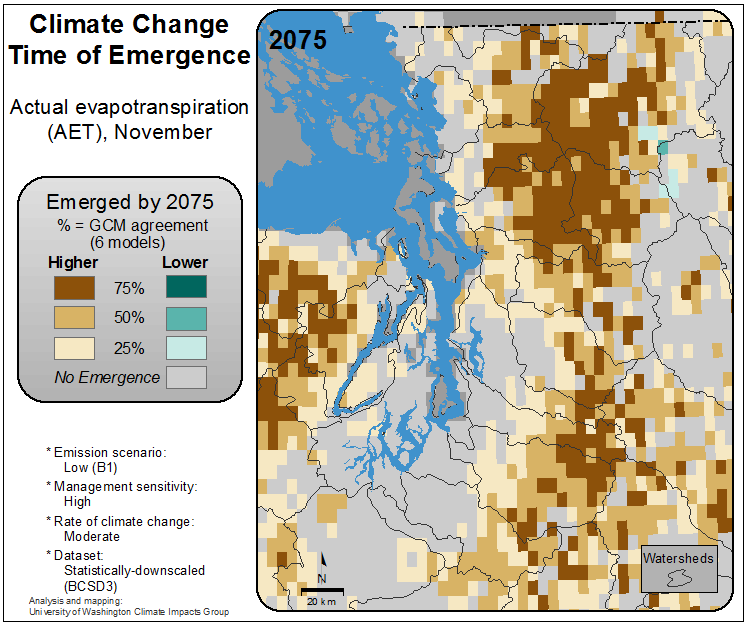 Climate Change
Time of Emergence
Actual evapotranspiration
(AET), November
Emerged by 2075
% = GCM agreement
(6 models)
Higher Lower
75%
50%
25%
No Emergence
* Emission scenario:
Low (B1)
* Management sensitivity:
High
* Rate of climate change:
Moderate
* Dataset:
Statistically-downscaled
(BCSD3)
Analysis and mapping:
University of Washington Climate Impacts Group
2075
N
20 km
Watersheds